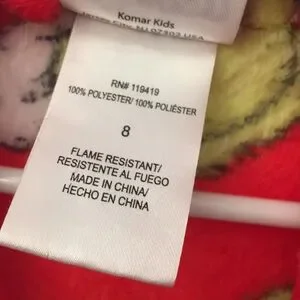 Komar Kids
RN# 119419
100% POLYESTER/ 100% POLIÉSTER
8
FLAME RESISTANT/
RESISTENTE AL FUEGO
MADE IN CHINA/
HECHO EN CHINA